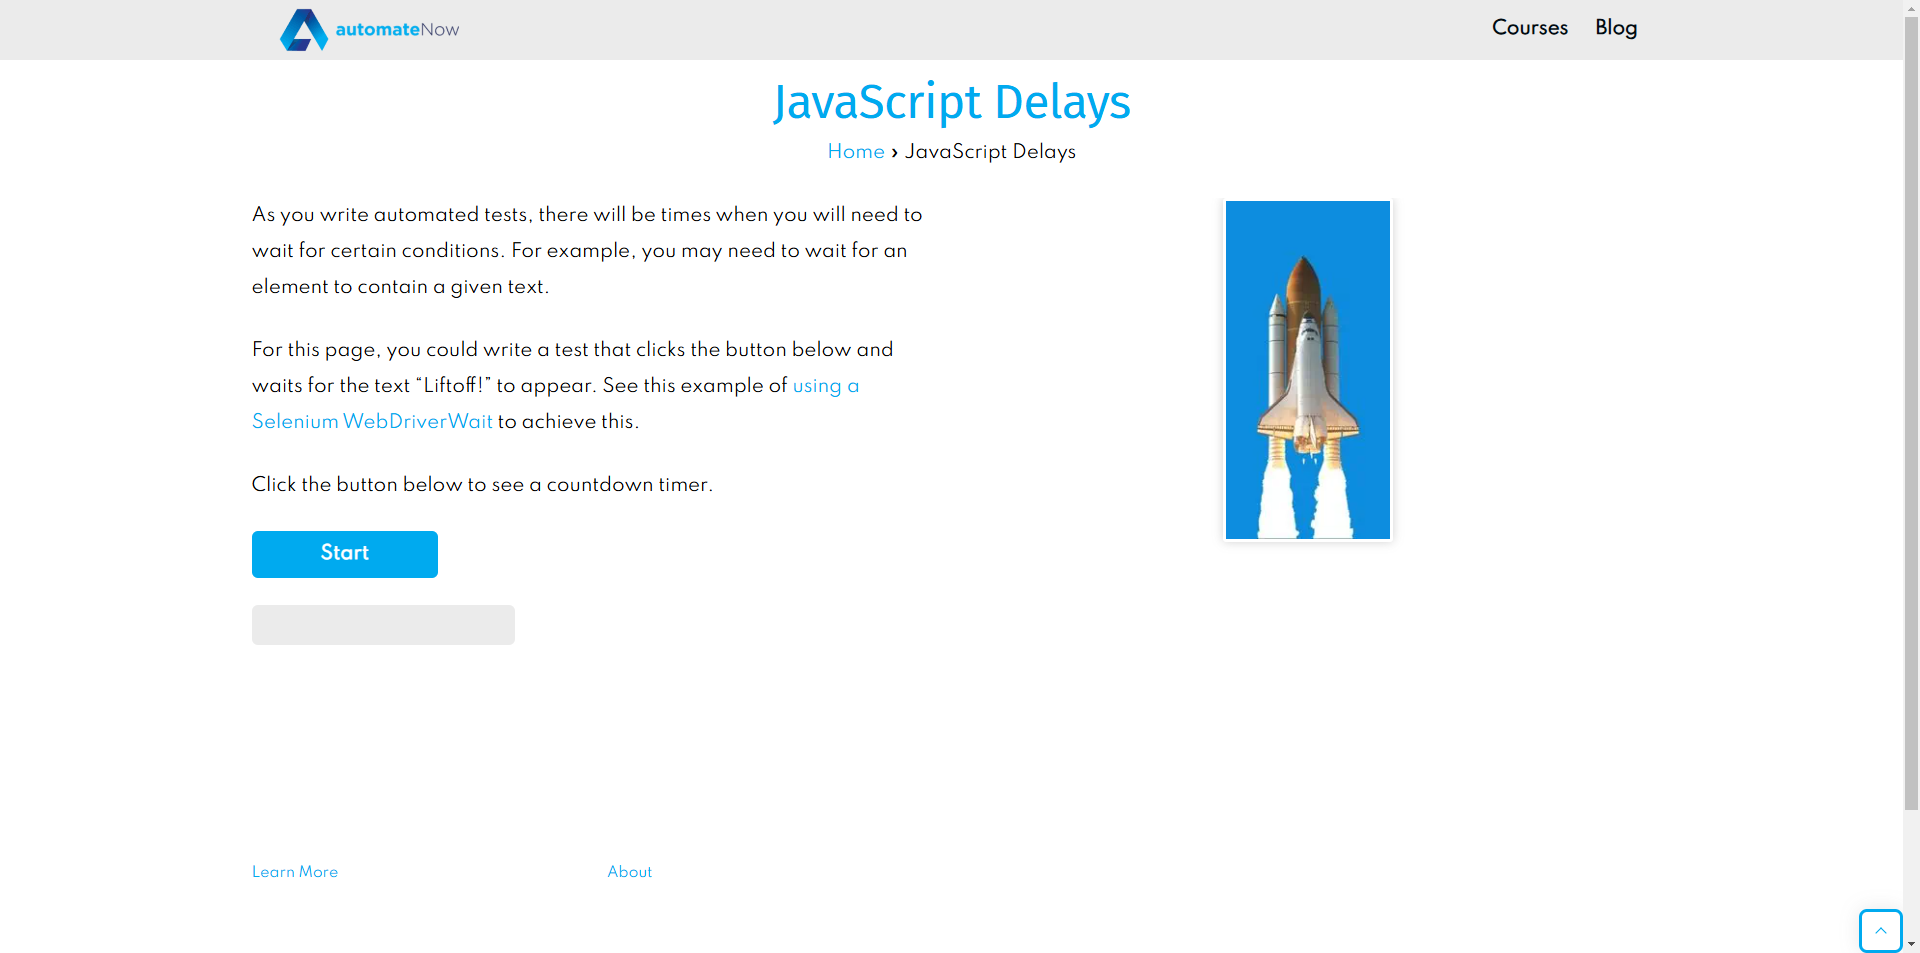 automateNow
Courses
Blog
JavaScript Delays
Home › JavaScript Delays
As you write automated tests, there will be times when you will need to
wait for certain conditions. For example, you may need to wait for an
element to contain a given text.
For this page, you could write a test that clicks the button below and
waits for the text “Liftoff!” to appear. See this example of using a
Selenium WebDriverWait to achieve this.
Click the button below to see a countdown timer.
Start
Learn More
About